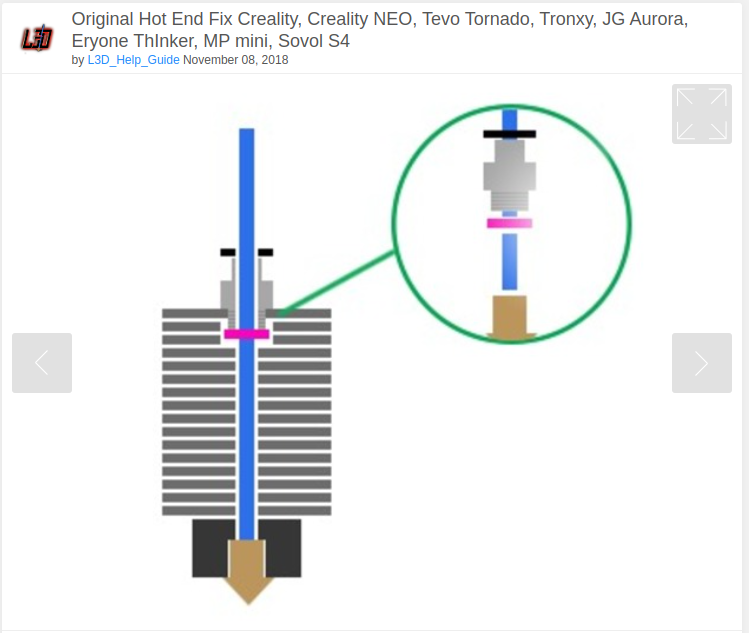 L3D
Original Hot End Fix Creality, Creality NEO, Tevo Tornado, Tronxy, JG Aurora,
Eryone ThInker, MP mini, Sovol S4
by L3D_Help_Guide November 08, 2018